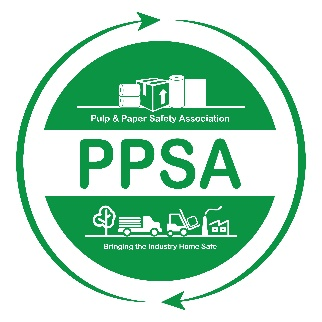 Pulp & Paper Safety Association
PPSA
Bringing the Industry Home Safe